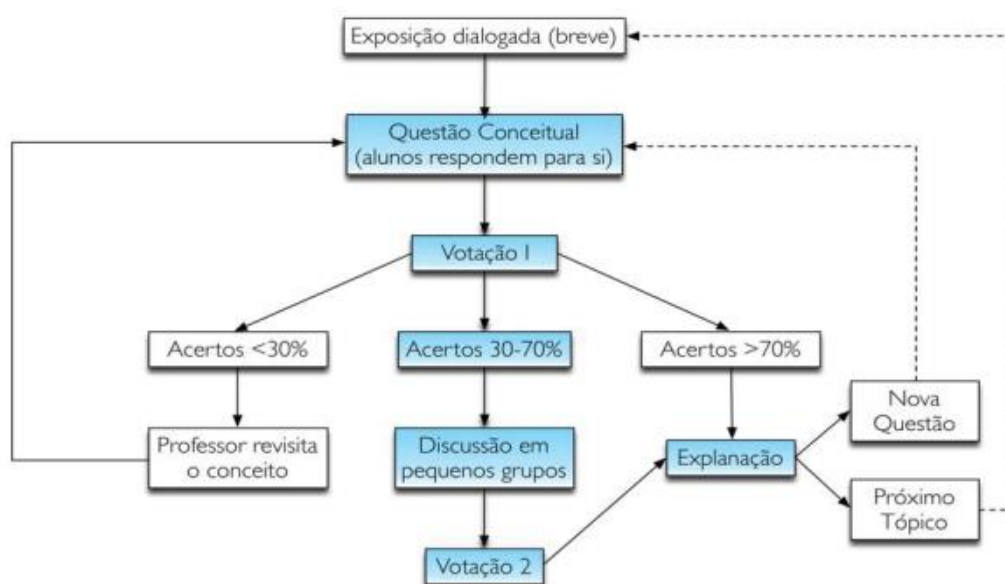 Exposição dialogada (breve)
Questão Conceitual
(alunos respondem para si)
Votação I
Acertos <30%
Acertos 30-70%
Acertos >70%
Professor revisita
o conceito
Discussão em
pequenos grupos
Explanação
Nova
Questão
Próximo
Tópico
Votação 2